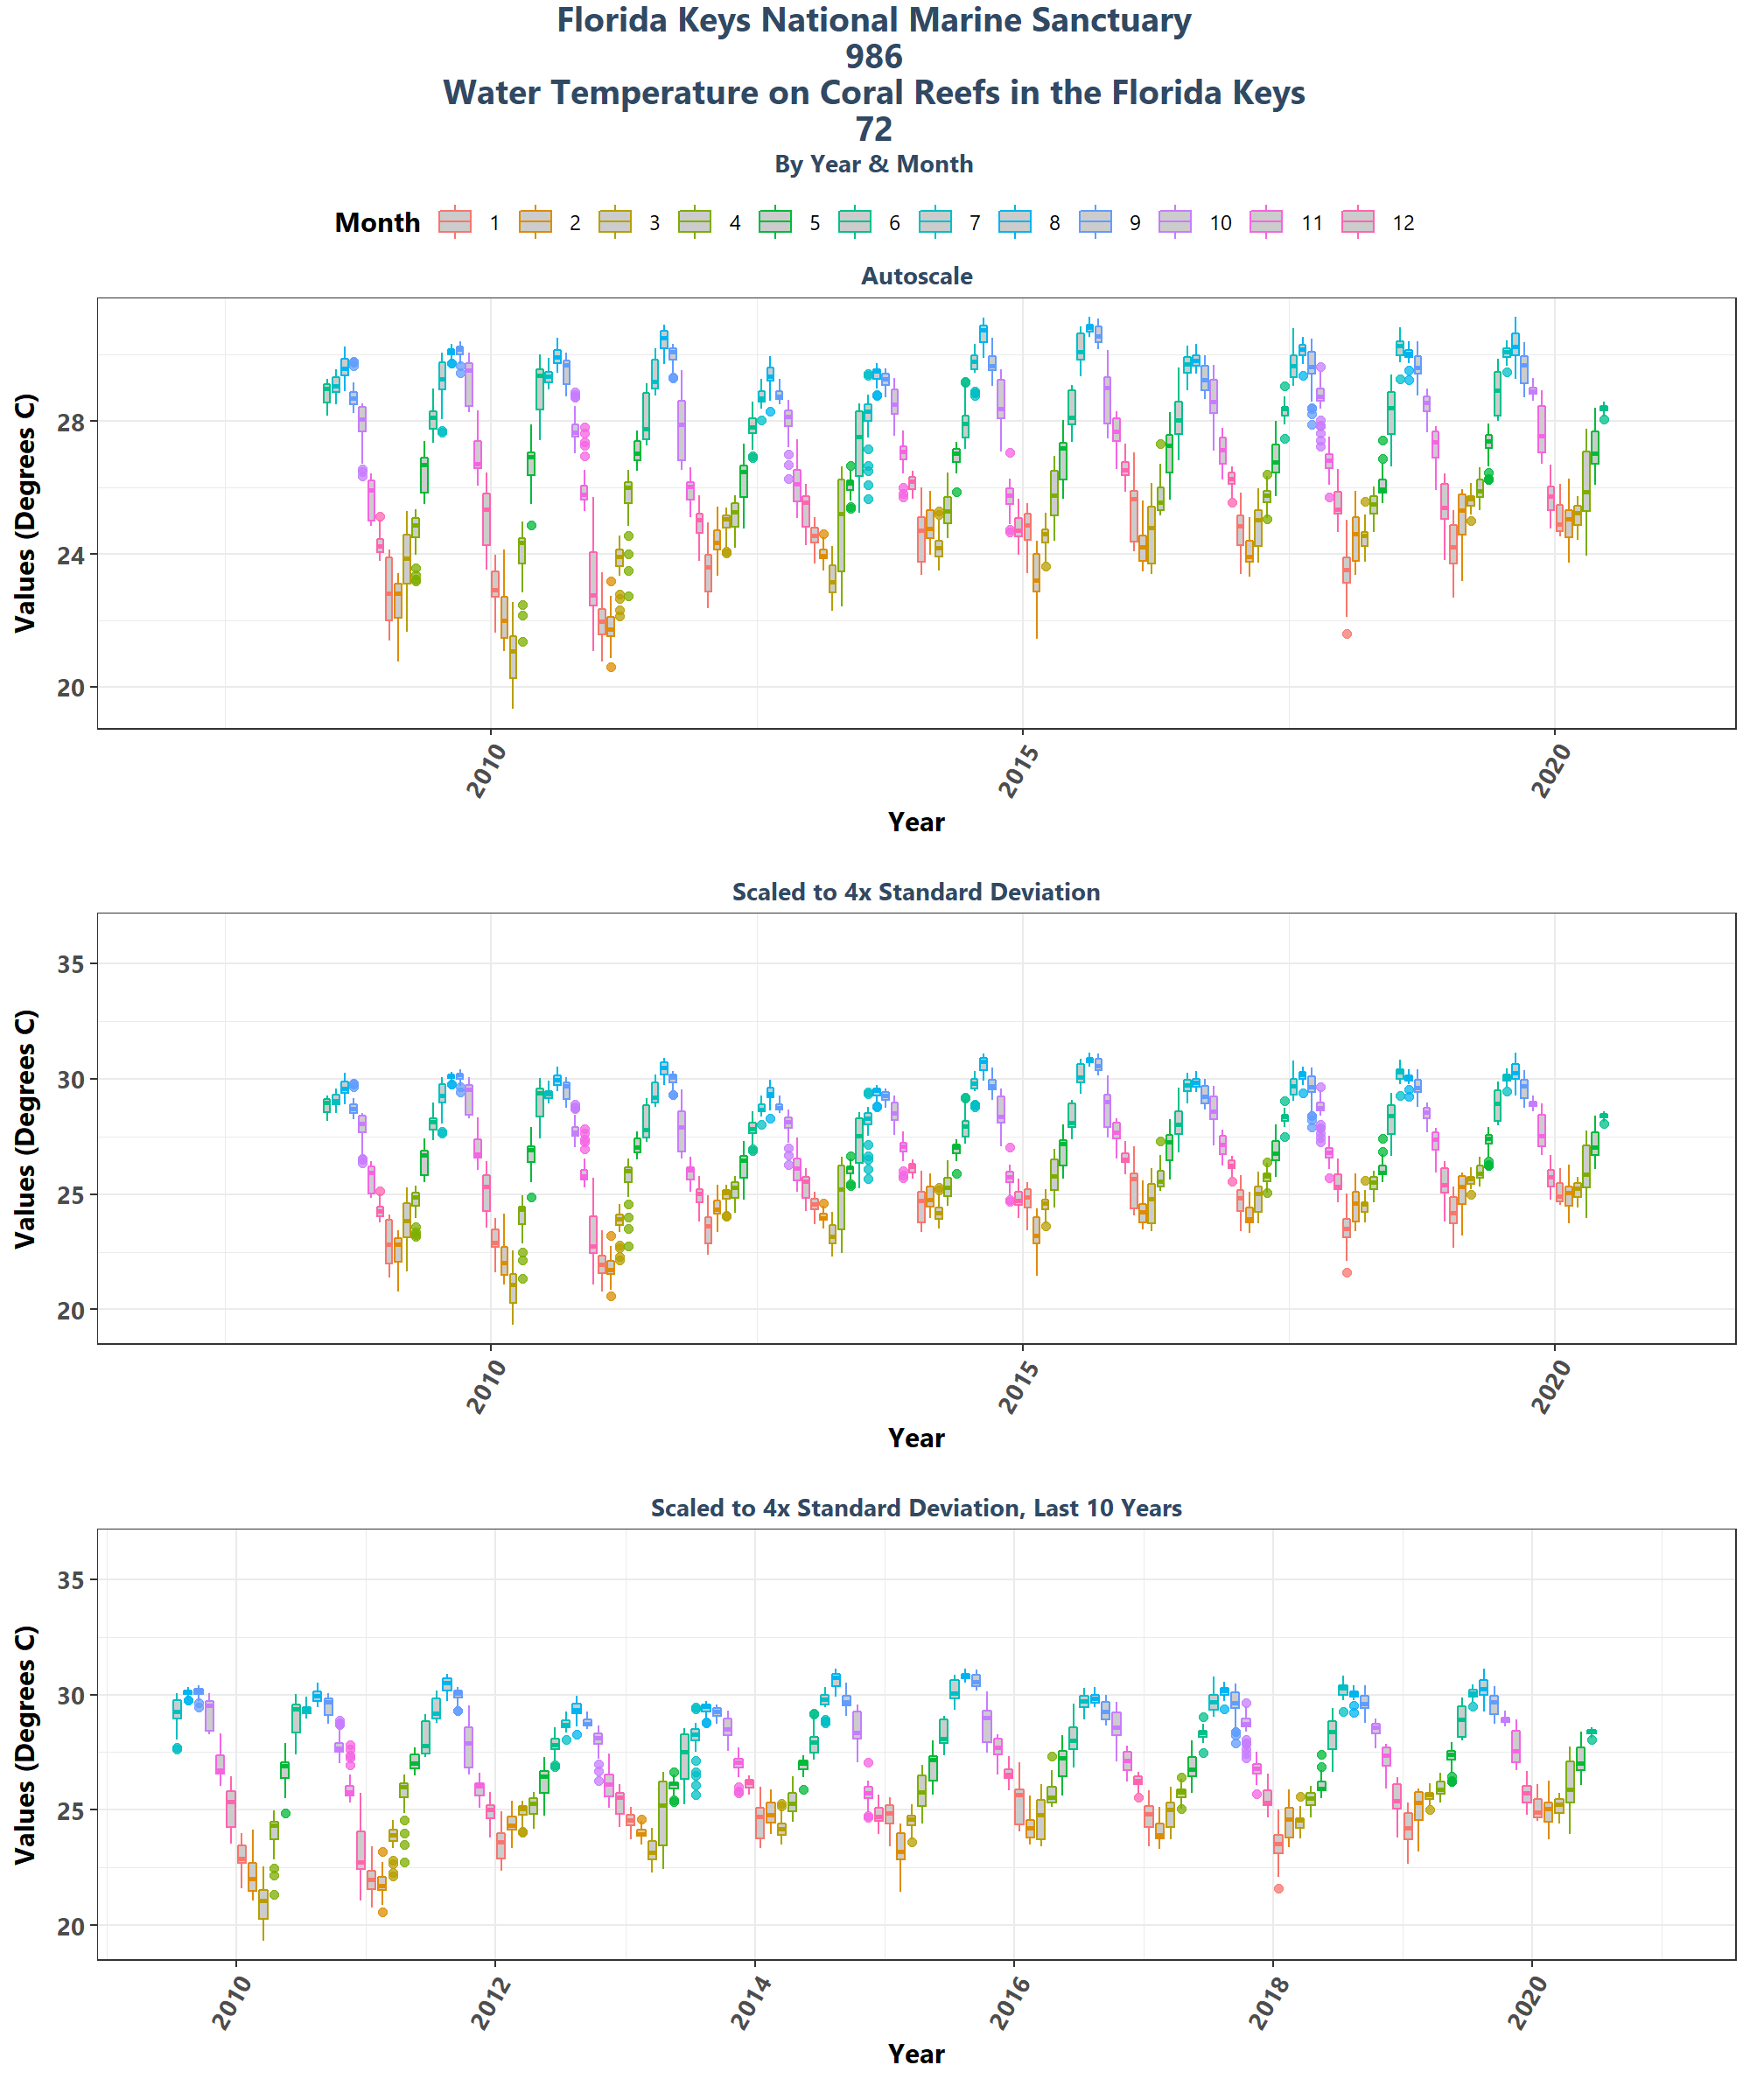 Florida Keys National Marine Sanctuary
986
Water Temperature on Coral Reefs in the Florida Keys
72
By Year & Month
Month 1 2 3 4 5 6 7 8 9 10 11 12
Autoscale
Values (Degrees C)
28
24
20
2010 2015 2020
Year
Scaled to 4x Standard Deviation
Values (Degrees C)
35
30
25
20
2010 2015 2020
Year
Scaled to 4x Standard Deviation, Last 10 Years
Values (Degrees C)
35
30
25
20
2010 2012 2014 2016 2018 2020
Year